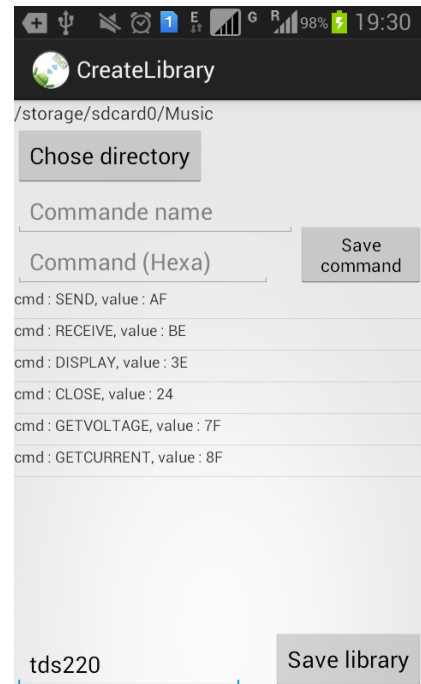 1 E G R 98% 19:30
CreateLibrary
/storage/sdcard0/Music
Chose directory
Commande name
Command (Hexa)
Save
command
cmd : SEND, value : AF
cmd : RECEIVE, value : BE
cmd : DISPLAY, value : 3E
cmd : CLOSE, value : 24
cmd : GETVOLTAGE, value : 7F
cmd : GETCURRENT, value : 8F
tds220
Save library